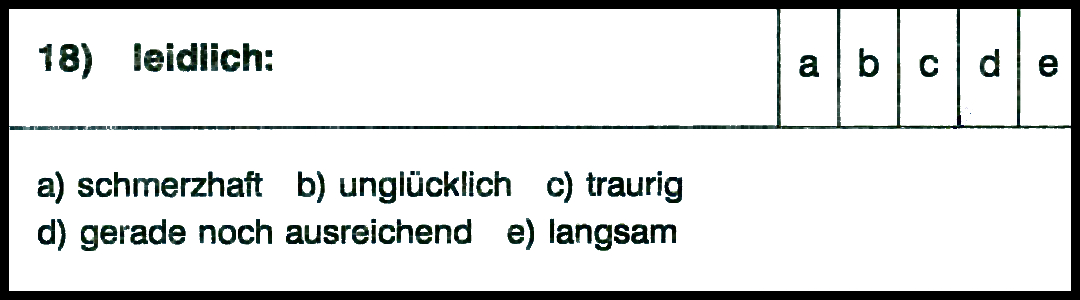 18) leidlich: a b c d e
a) schmerzhaft b) unglücklich c) traurig
d) gerade noch ausreichend e) langsam